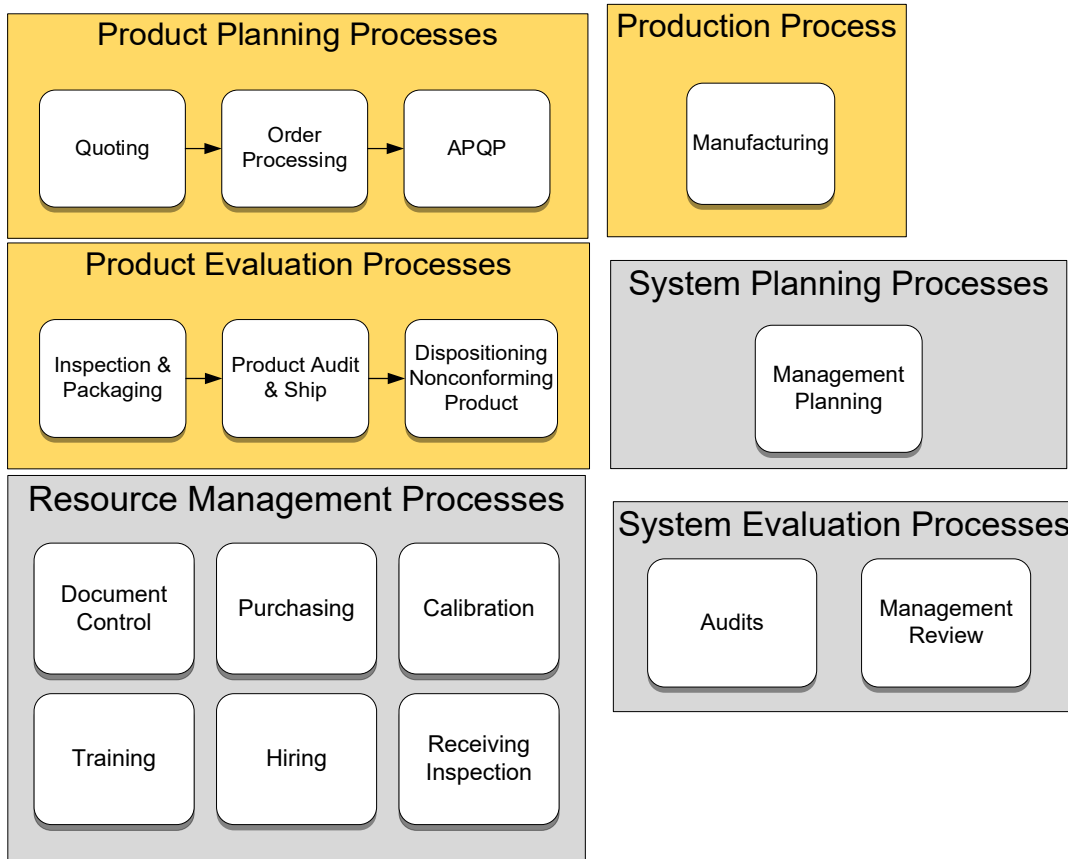 Product Planning Processes
Quoting
Order
Processing
APQP
Production Process
Manufacturing
Product Evaluation Processes
Inspection &
Packaging
Product Audit
& Ship
Dispositioning
Nonconforming
Product
System Planning Processes
Management
Planning
Resource Management Processes
Document
Control
Purchasing
Calibration
Training
Hiring
Receiving
Inspection
System Evaluation Processes
Audits
Management
Review